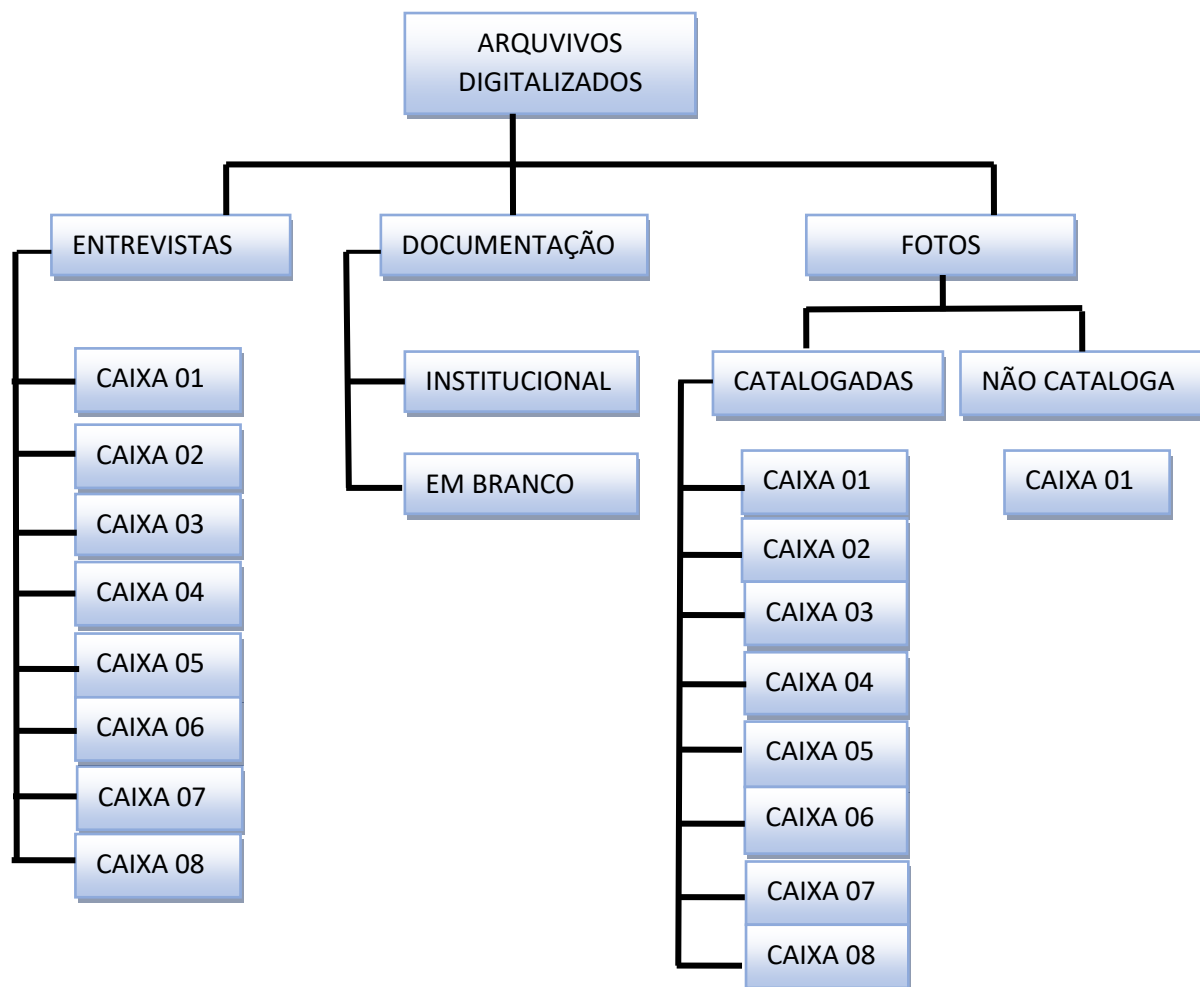 ARQUVIVOS
DIGITALIZADOS
ENTREVISTAS
CAIXA 01
CAIXA 02
CAIXA 03
CAIXA 04
CAIXA 05
CAIXA 06
CAIXA 07
CAIXA 08
DOCUMENTAÇÃO
INSTITUCIONAL
EM BRANCO
FOTOS
CATALOGADAS
CAIXA 01
CAIXA 02
CAIXA 03
CAIXA 04
CAIXA 05
CAIXA 06
CAIXA 07
CAIXA 08
NÃO CATALOGA
CAIXA 01